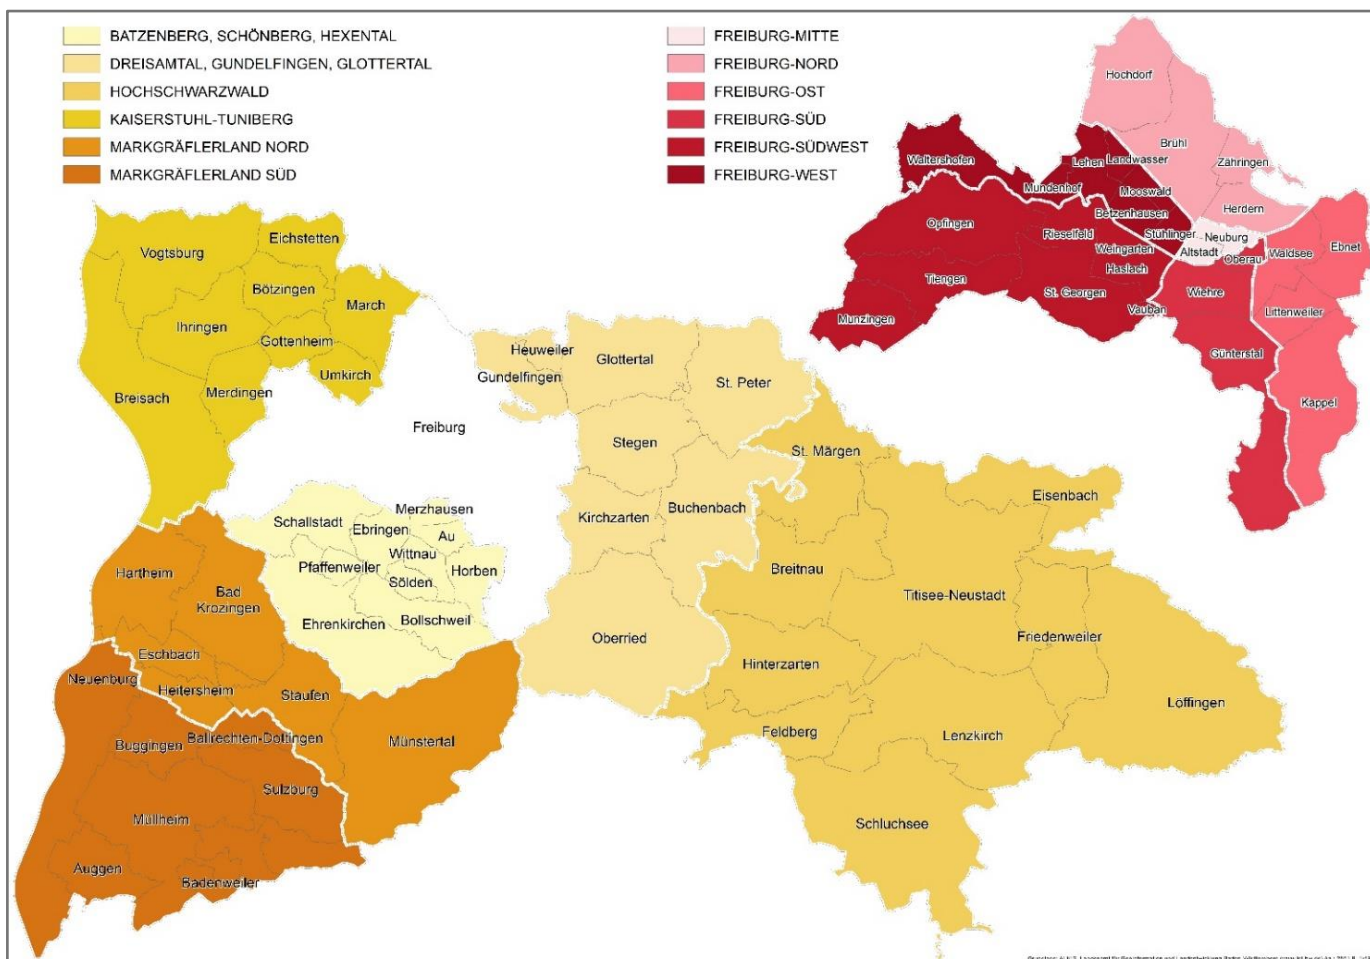 BATZENBERG, SCHÖNBERG, HEXENTAL
DREISAMTAL, GUNDELFINGEN, GLOTTERTAL
HOCHSCHWARZWALD
KAISERSTUHL-TUNIBERG
MARKGRÄFLERLAND NORD
MARKGRÄFLERLAND SÜD
FREIBURG-MITTE
FREIBURG-NORD
FREIBURG-OST
FREIBURG-SÜD
FREIBURG-SÜDWEST
FREIBURG-WEST
Hochdorf
Brühl
Zähringen
Lehen
Landwasser
Waltershofen
Mundenhof
Mooswald
Herdern
Betzenhausen
Opfingen
Rieselfeld
Stühlinger
Neuburg
Ebnet
Weingarten
Altstadt
Oberau
Waldsee
Haslach
Tiengen
St. Georgen
Wiehre
Vauban
Littenweiler
Munzingen
Günterstal
Kappel
Vogtsburg
Eichstetten
Bötzingen
March
Ihringen
Gottenheim
Umkirch
Merdingen
Breisach
Heuweiler
Gundelfingen
Glottertal
St. Peter
Freiburg
Stegen
St. Märgen
Eisenbach
Buchenbach
Kirchzarten
Merzhausen
Schallstadt
Ebringen
Au
Wittnau
Pfaffenweiler
Horben
Sölden
Ehrenkirchen
Bollschweil
Hartheim
Bad
Krozingen
Breitnau
Titisee-Neustadt
Oberried
Friedenweiler
Eschbach
Hinterzarten
Neuenburg
Heitersheim
Staufen
Löffingen
Feldberg
Lenzkirch
Münstertal
Buggingen
Ballrechten-Dottingen
Sulzburg
Müllheim
Schluchsee
Auggen
Badenweiler